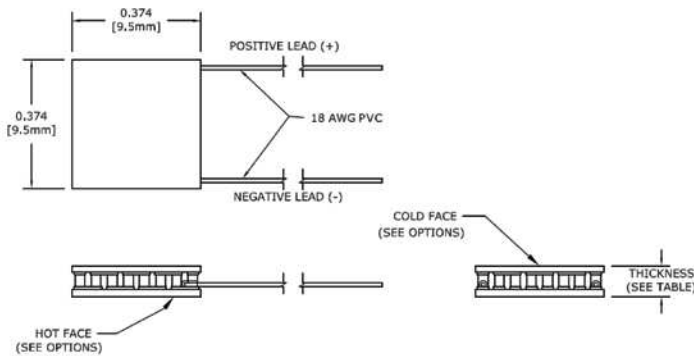 0.374
[9.5mm]
POSITIVE LEAD (+)
0.374
[9.5mm]
18 AWG PVC
NEGATIVE LEAD (-)
COLD FACE
(SEE OPTIONS)
THICKNESS
(SEE TABLE)
HOT FACE
(SEE OPTIONS)